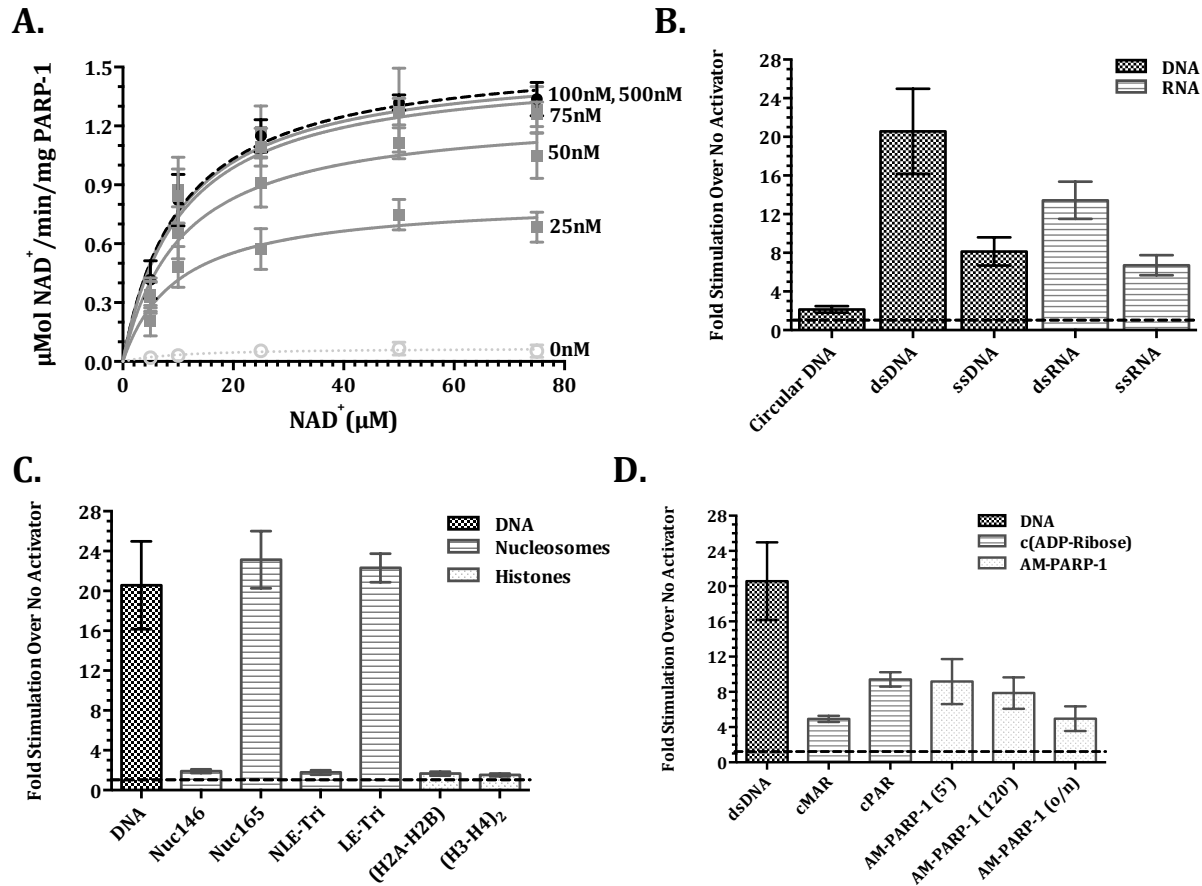 A.
μMol NAD+/min/mg PARP-1
1.5
1.2
0.9
0.6
0.3
0.0
0
20
40
60
80
NAD+(μM)
100nM, 500nM
75nM
50nM
25nM
0nM
B.
Fold Stimulation Over No Activator
28
24
20
16
12
8
4
0
DNA
RNA
Circular DNA
dsDNA
ssDNA
dsRNA
ssRNA
C.
Fold Stimulation Over No Activator
28
24
20
16
12
8
4
0
DNA
Nucleosomes
Histones
DNA
Nuc146
Nuc165
NLE-Tri
LE-Tri
(H2A-H2B)
(H3-H4)2
D.
Fold Stimulation Over No Activator
28
24
20
16
12
8
4
0
DNA
c(ADP-Ribose)
AM-PARP-1
dsDNA
cMAR
cPAR
AM-PARP-1 (5')
AM-PARP-1 (120')
AM-PARP-1 (o/n)